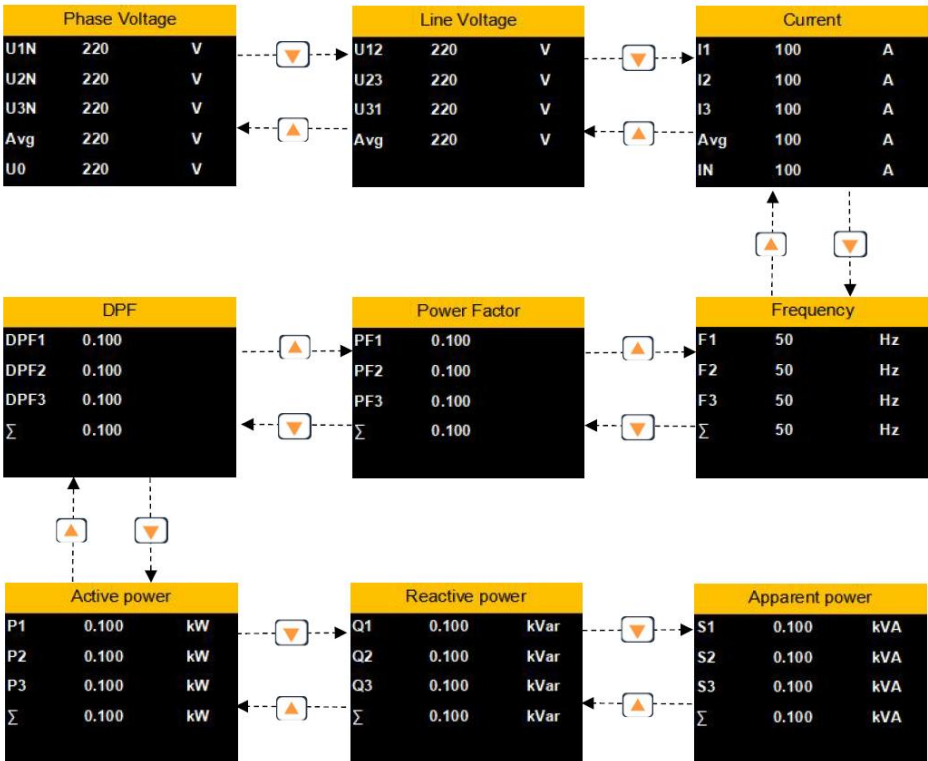 Phase Voltage
U1N 220 V
U2N 220 V
U3N 220 V
Avg 220 V
U0 220 V
Line Voltage
U12 220 V
U23 220 V
U31 220 V
Avg 220 V
Current
I1 100 A
I2 100 A
I3 100 A
Avg 100 A
IN 100 A
DPF
DPF1 0.100
DPF2 0.100
DPF3 0.100
∑ 0.100
Power Factor
PF1 0.100
PF2 0.100
PF3 0.100
∑ 0.100
Frequency
F1 50 Hz
F2 50 Hz
F3 50 Hz
∑ 50 Hz
Active power
P1 0.100 kW
P2 0.100 kW
P3 0.100 kW
∑ 0.100 kW
Reactive power
Q1 0.100 kVar
Q2 0.100 kVar
Q3 0.100 kVar
∑ 0.100 kVar
Apparent power
S1 0.100 kVA
S2 0.100 kVA
S3 0.100 kVA
∑ 0.100 kVA